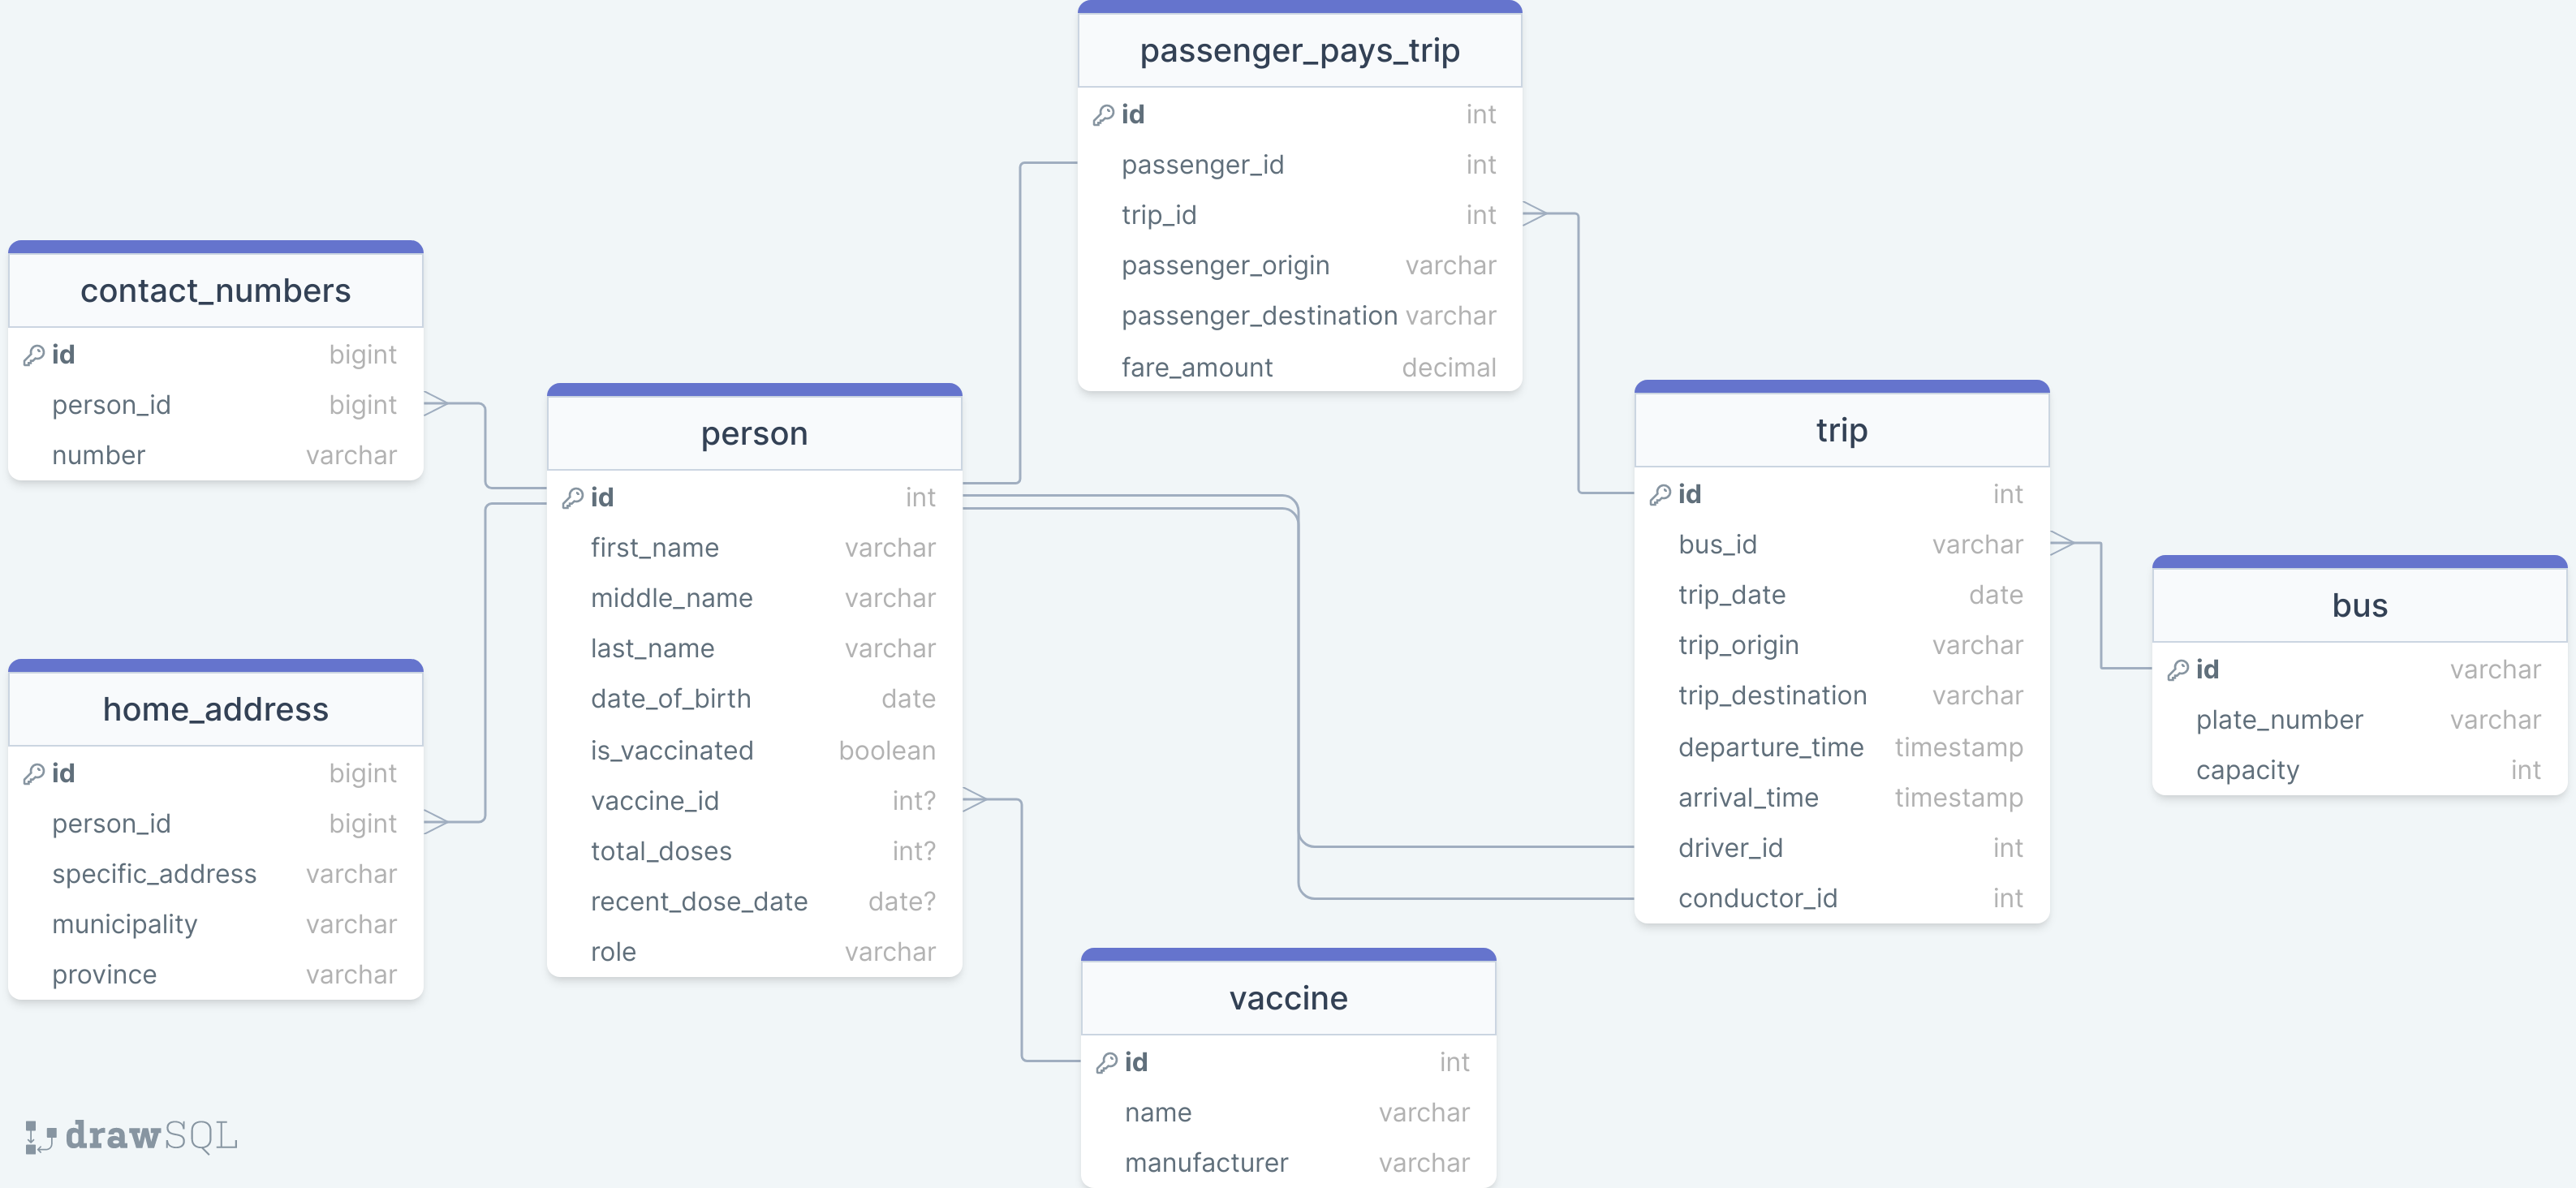 passenger_pays_trip
id int
passenger_id int
trip_id int
passenger_origin varchar
passenger_destination varchar
fare_amount decimal
contact_numbers
id bigint
person_id bigint
number varchar
person
id int
first_name varchar
middle_name varchar
last_name varchar
date_of_birth date
is_vaccinated boolean
vaccine_id int?
total_doses int?
recent_dose_date date?
role varchar
trip
id int
bus_id varchar
trip_date date
trip_origin varchar
trip_destination varchar
departure_time timestamp
arrival_time timestamp
driver_id int
conductor_id int
bus
id varchar
plate_number varchar
capacity int
home_address
id bigint
person_id bigint
specific_address varchar
municipality varchar
province varchar
vaccine
id int
name varchar
manufacturer varchar
drawSQL